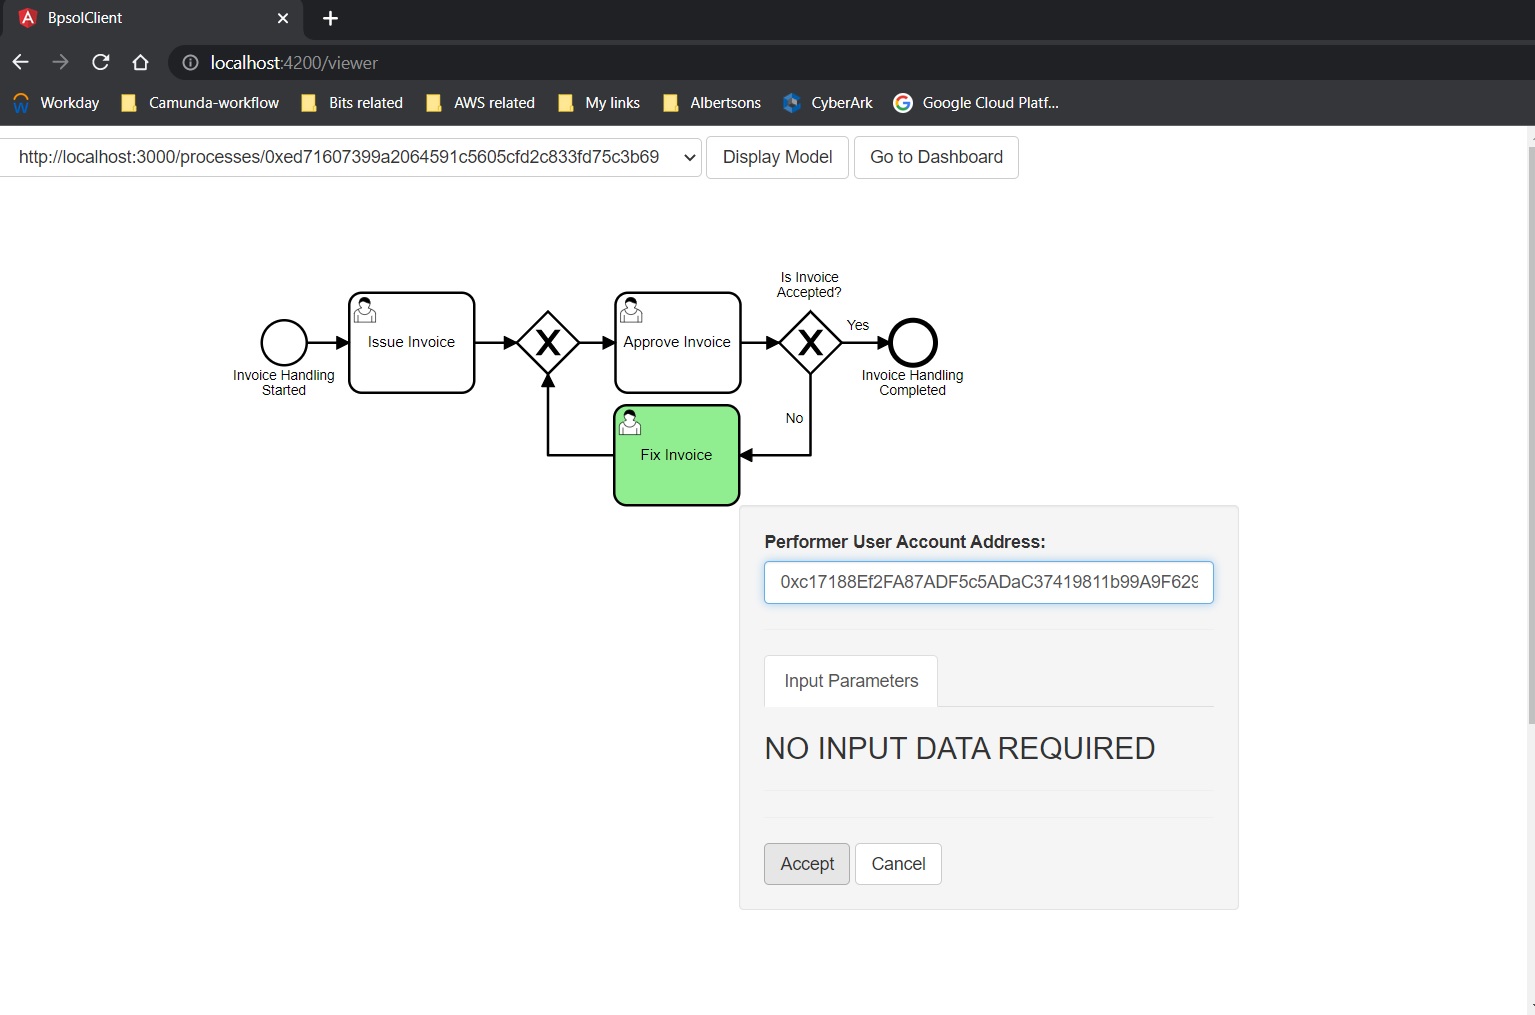 BpsolClient
localhost:4200/viewer
Workday Camunda-workflow Bits related AWS related My links Albertsons CyberArk Google Cloud Platf...
http://localhost:3000/processes/0xed71607399a2064591c5605cfd2c833fd75c3b69 Display Model Go to Dashboard
Is Invoice
Accepted?
Issue Invoice
Approve Invoice
Yes
Invoice Handling
Started
Invoice Handling
Completed
No
Fix Invoice
Performer User Account Address:
0xc17188Ef2FA87ADF5c5ADaC37419811b99A9F629
Input Parameters
NO INPUT DATA REQUIRED
Accept Cancel